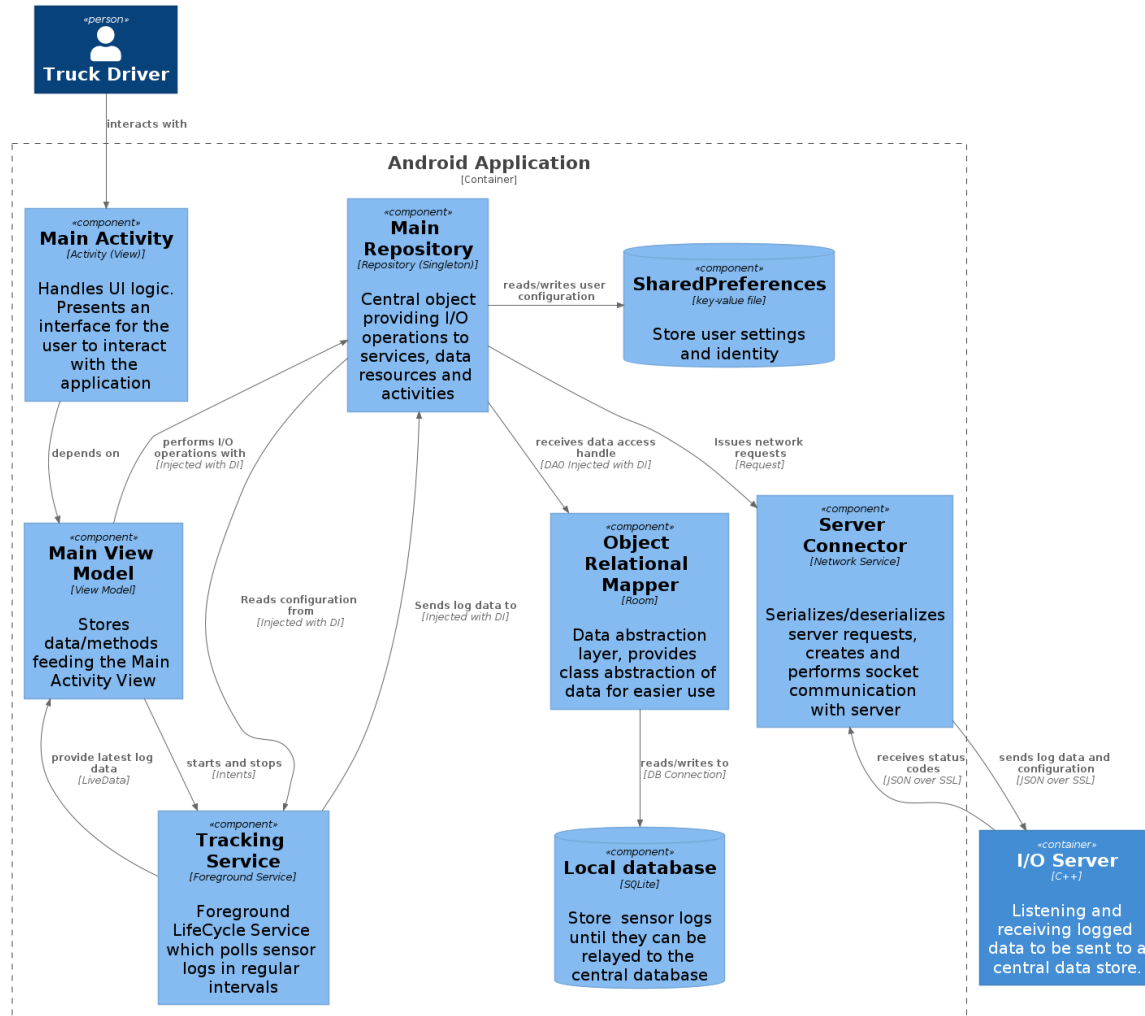 «person»
Truck Driver
interacts with
Android Application
[Container]
«component»
Main Activity
[Activity (View)]
Handles UI logic.
Presents an
interface for the
user to interact
with the
application
«component»
Main
Repository
[Repository (Singleton)]
Central object
providing I/O
operations to
services, data
resources and
activities
reads/writes user
configuration
«component»
SharedPreferences
[key-value file]
Store user settings
and identity
depends on
performs I/O
operations with
[Injected with DI]
receives data access
handle
[DAO Injected with DI]
Issues network
requests
[Request]
«component»
Main View
Model
[View Model]
Stores
data/methods
feeding the Main
Activity View
Reads configuration
from
[Injected with DI]
Sends log data to
[Injected with DI]
«component»
Object
Relational
Mapper
[Room]
Data abstraction
layer, provides
class abstraction of
data for easier use
«component»
Server
Connector
[Network Service]
Serializes/deserializes
server requests,
creates and
performs socket
communication
with server
provide latest log
data
[LiveData]
starts and stops
[Intents]
reads/writes to
[DB Connection]
receives status
codes
[JSON over SSL]
sends log data and
configuration
[JSON over SSL]
«component»
Tracking
Service
[Foreground Service]
Foreground
LifeCycle Service
which polls sensor
logs in regular
intervals
«component»
Local database
[SQLite]
Store  sensor logs
until they can be
relayed to the
central database
«container»
I/O Server
[C++]
Listening and
receiving logged
data to be sent to a
central data store.